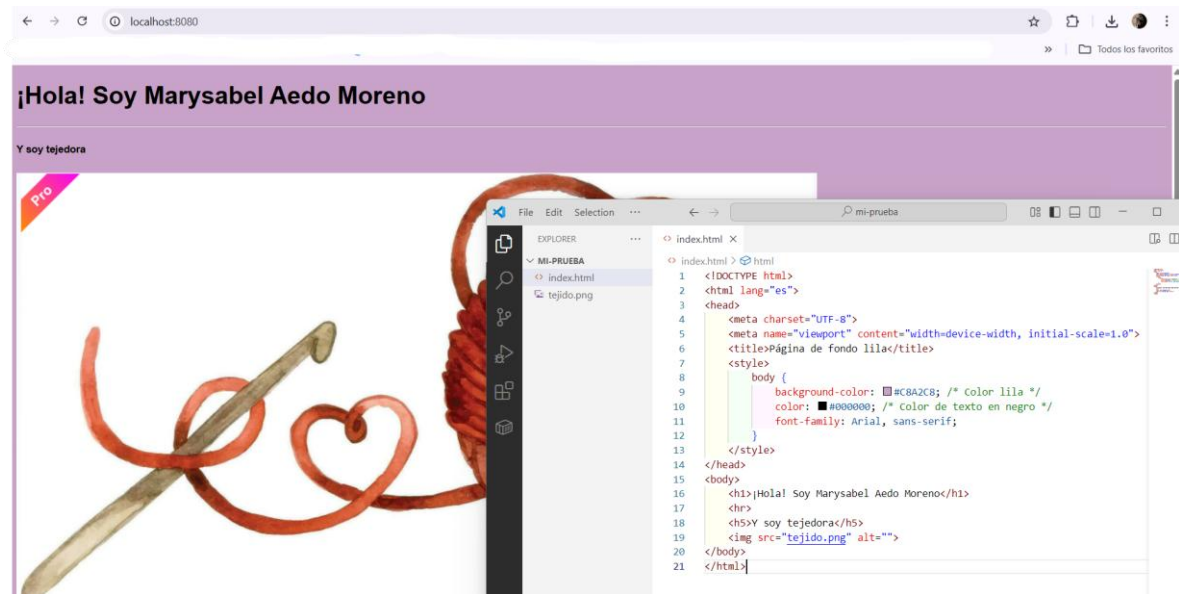 localhost:8080
Todos los favoritos
¡Hola! Soy Marysabel Aedo Moreno
Y soy tejedora
Pro
File Edit Selection ··· mi-prueba
EXPLORER ··· index.html
MI-PRUEBA index.html > html
index.html
tejido.png
1 <!DOCTYPE html>
2 <html lang="es">
3 <head>
4 <meta charset="UTF-8">
5 <meta name="viewport" content="width=device-width, initial-scale=1.0">
6 <title>Página de fondo lila</title>
7 <style>
8 body {
9 background-color: #C8A2C8; /* Color lila */
10 color: #000000; /* Color de texto en negro */
11 font-family: Arial, sans-serif;
12 }
13 </style>
14 </head>
15 <body>
16 <h1>¡Hola! Soy Marysabel Aedo Moreno</h1>
17 <hr>
18 <h5>Y soy tejedora</h5>
19 <img src="tejido.png" alt="">
20 </body>
21 </html>